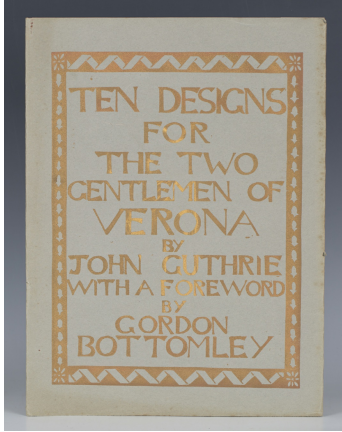 TEN DESIGNS
FOR
THE TWO
GENTLEMEN OF
VERONA
BY
JOHN GUTHRIE
WITH A FOREWORD
BY
GORDON
BOTTOMLEY